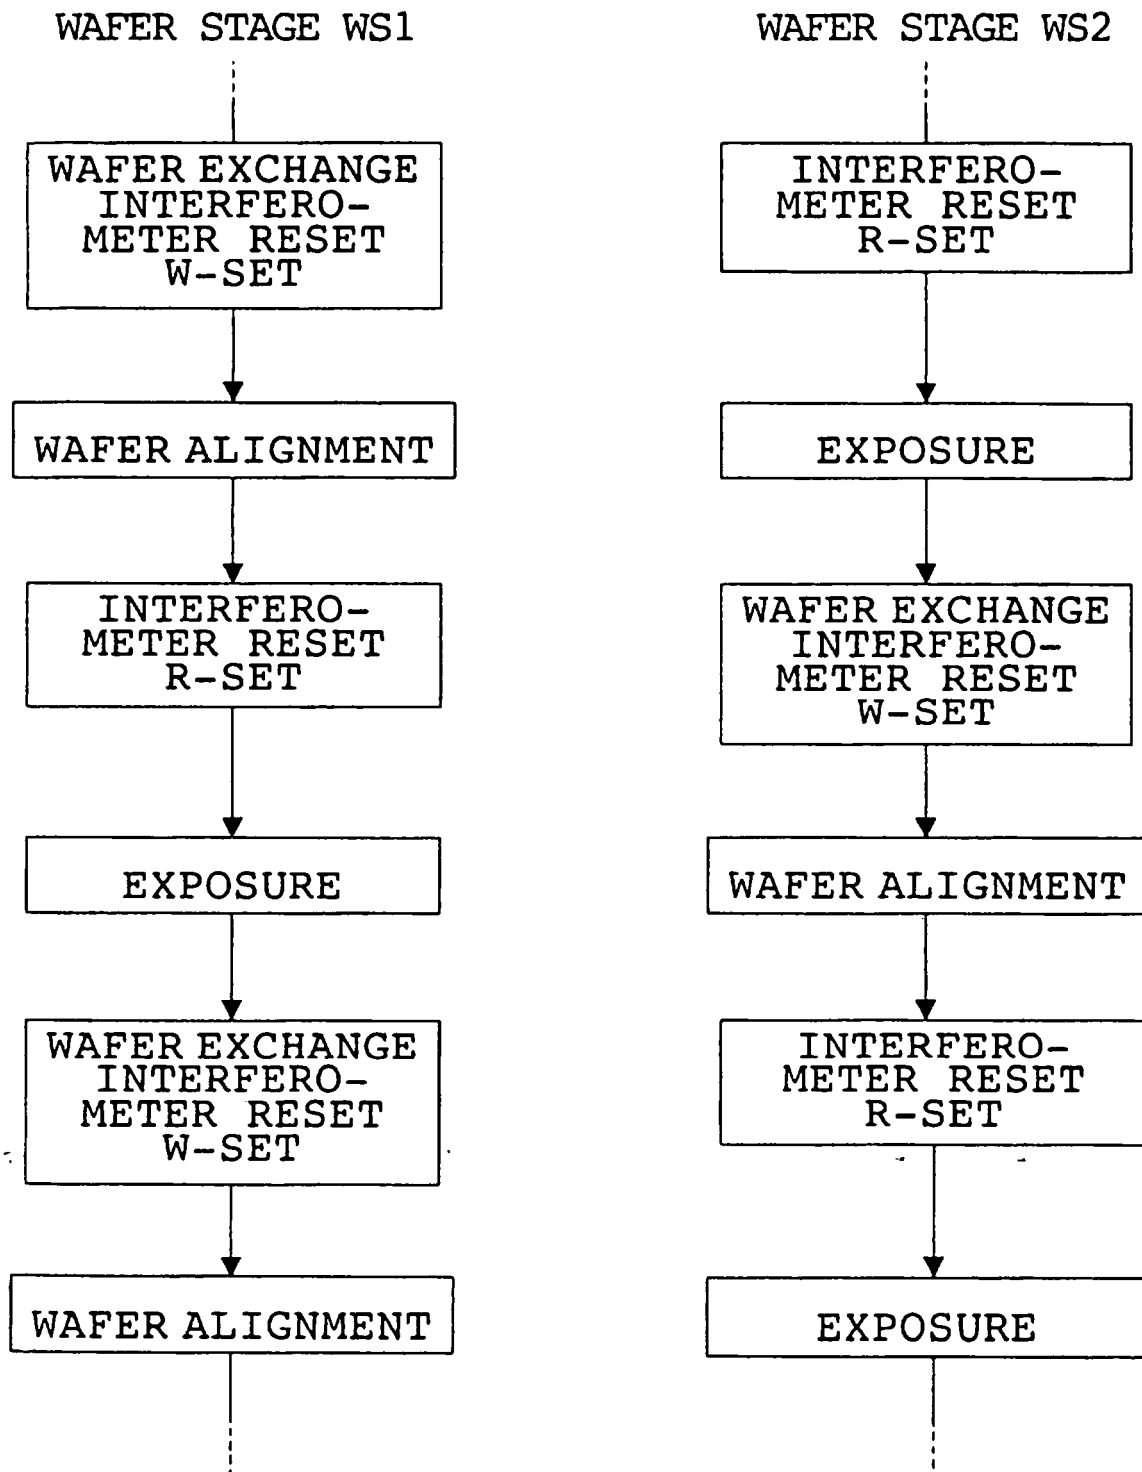 WAFER STAGE WS1
WAFER EXCHANGE
INTERFERO-
METER RESET
W-SET
WAFER ALIGNMENT
INTERFERO-
METER RESET
R-SET
EXPOSURE
WAFER EXCHANGE
INTERFERO-
METER RESET
W-SET
WAFER ALIGNMENT
WAFER STAGE WS2
INTERFERO-
METER RESET
R-SET
EXPOSURE
WAFER EXCHANGE
INTERFERO-
METER RESET
W-SET
WAFER ALIGNMENT
INTERFERO-
METER RESET
R-SET
EXPOSURE